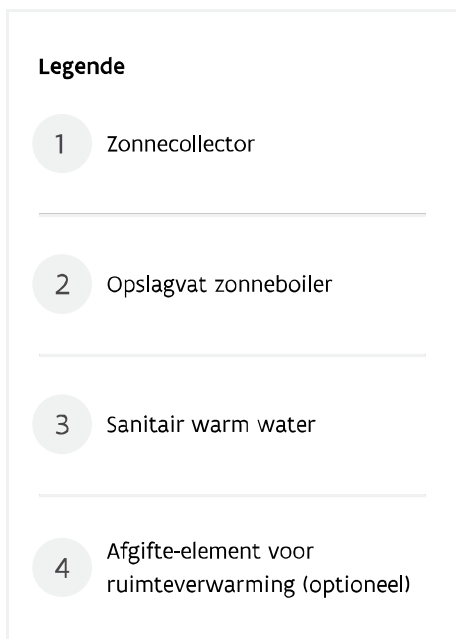 Legende
1 Zonnecollector
2 Opslagvat zonneboiler
3 Sanitair warm water
4 Afgifte-element voor
ruimteverwarming (optioneel)